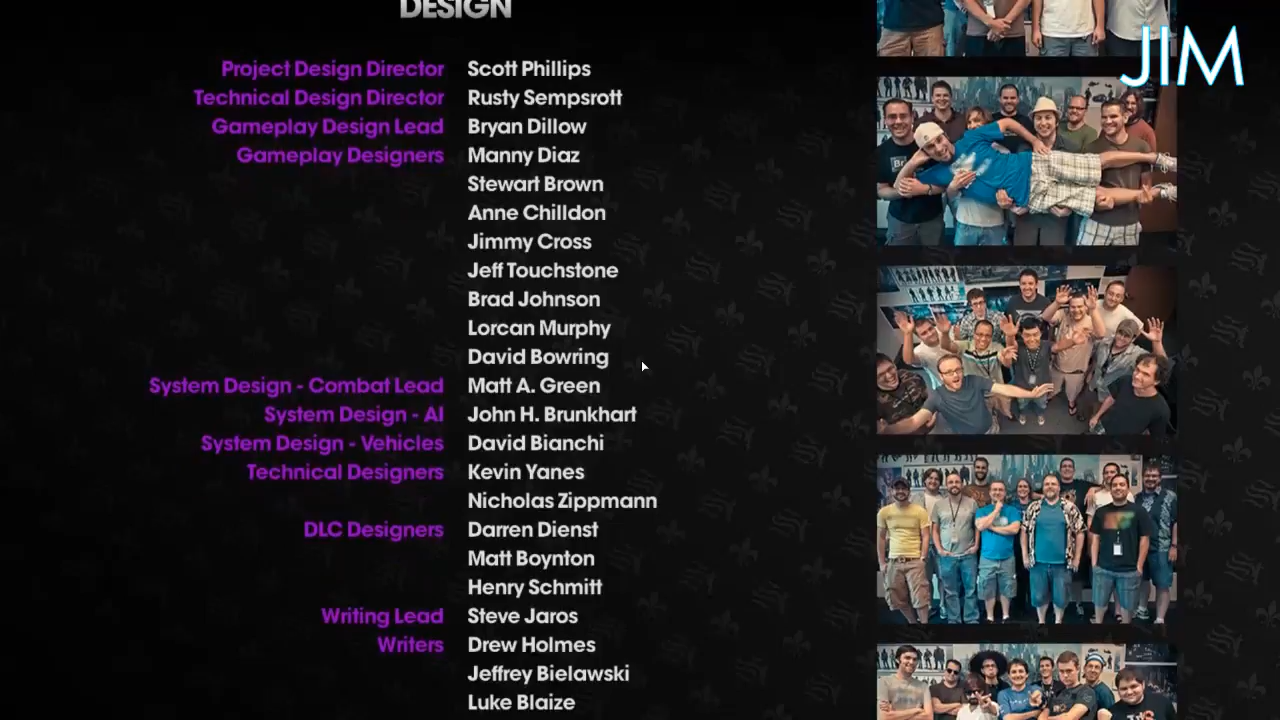 DESIGN
JIM
Project Design Director Scott Phillips
Technical Design Director Rusty Sempsrott
Gameplay Design Lead Bryan Dillow
Gameplay Designers Manny Diaz
Stewart Brown
Anne Chilldon
Jimmy Cross
Jeff Touchstone
Brad Johnson
Lorcan Murphy
David Bowring
System Design - Combat Lead Matt A. Green
System Design - AI John H. Brunkhart
System Design - Vehicles David Bianchi
Technical Designers Kevin Yanes
Nicholas Zippmann
DLC Designers Darren Dienst
Matt Boynton
Henry Schmitt
Writing Lead Steve Jaros
Writers Drew Holmes
Jeffrey Bielawski
Luke Blaize